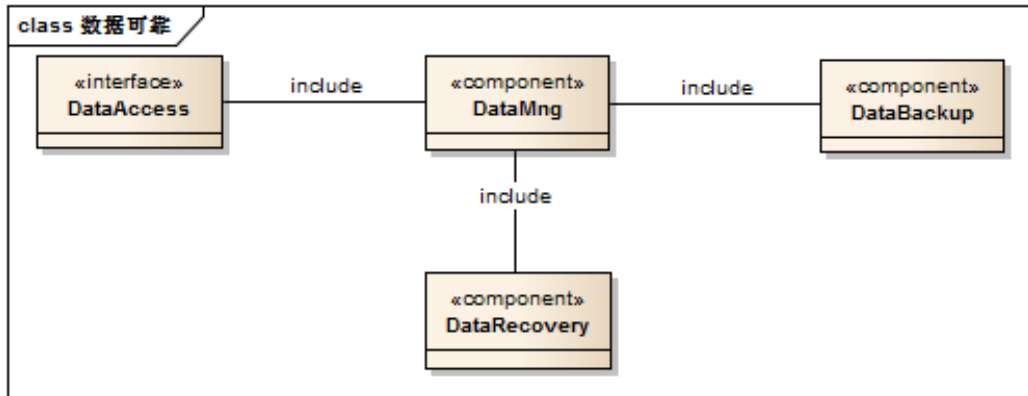 class 数据可靠
«interface»
DataAccess
include
«component»
DataMng
include
«component»
DataBackup
include
«component»
DataRecovery